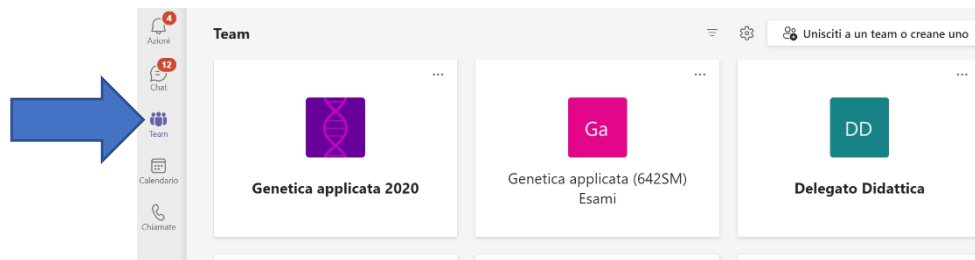 4
Azioni
12
Chat
Team
Calendario
Chiamate
Team
Unisciti a un team o creane uno
Genetica applicata 2020
Ga
Genetica applicata (642SM)
Esami
DD
Delegato Didattica